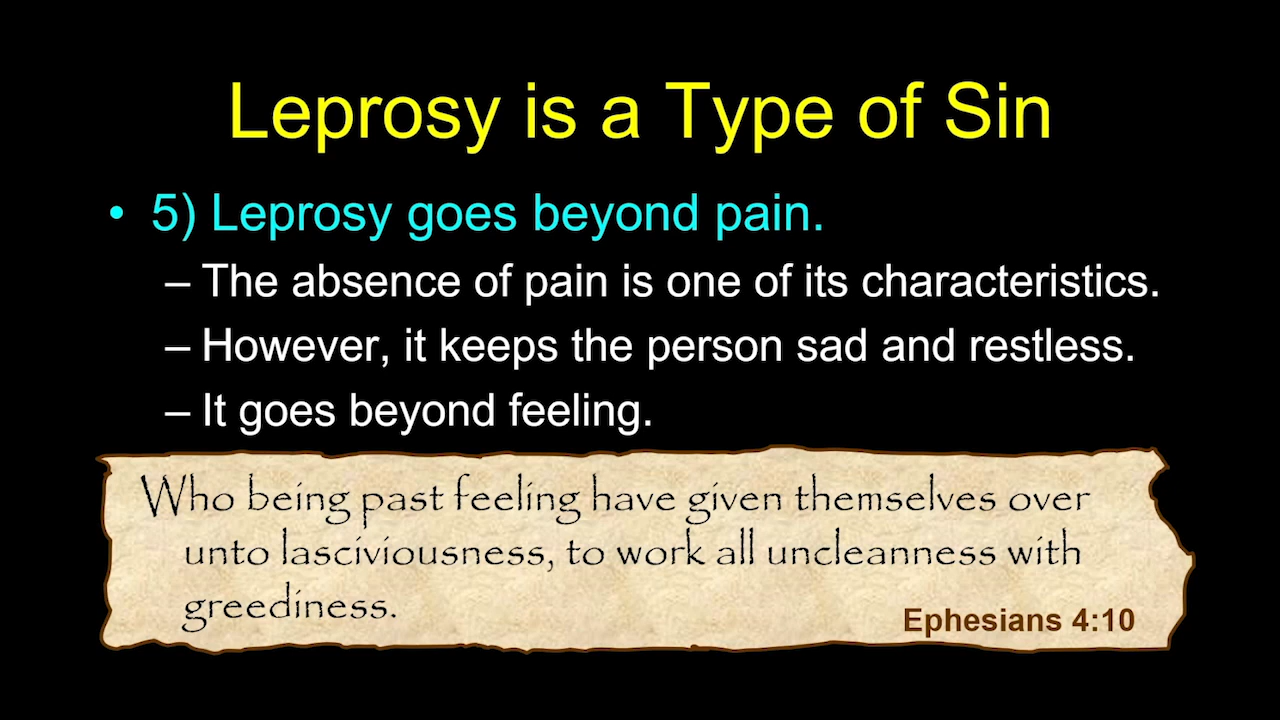 Leprosy is a Type of Sin
• 5) Leprosy goes beyond pain.
– The absence of pain is one of its characteristics.
– However, it keeps the person sad and restless.
– It goes beyond feeling.
Who being past feeling have given themselves over
unto lasciviousness, to work all uncleanness with
greediness.
Ephesians 4:10